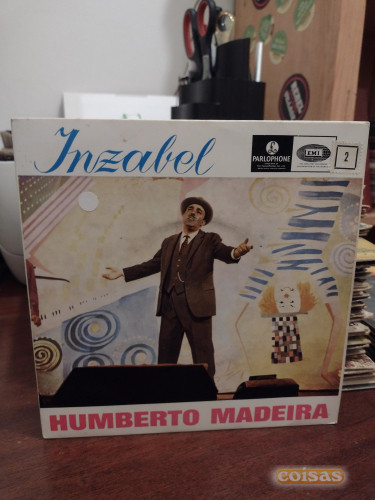 Inzabel
PARLOPHONE
EMI
2
HUMBERTO MADEIRA
coisas